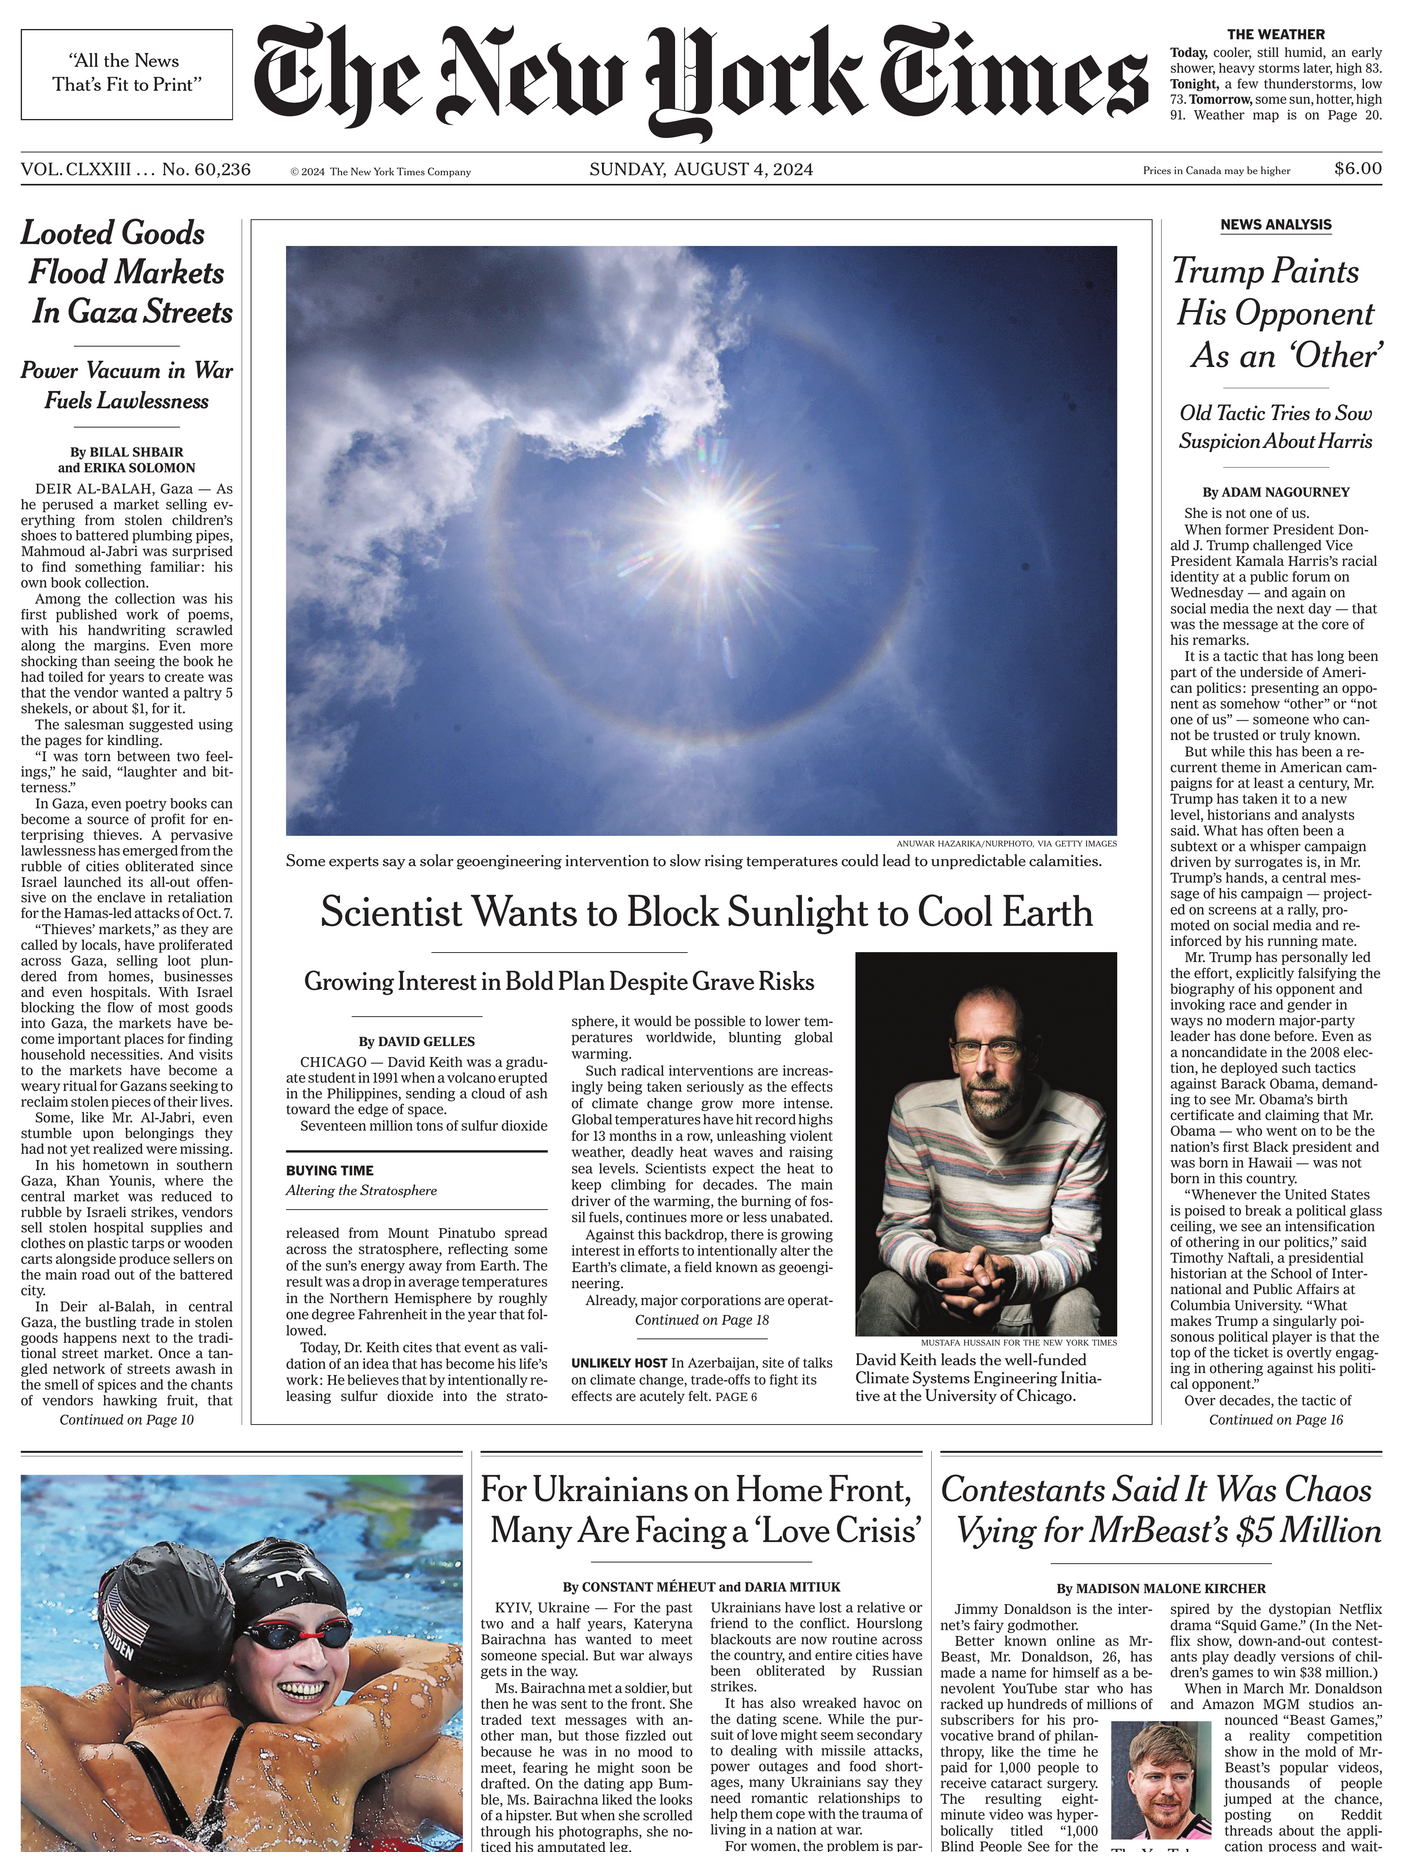 “All the News
That’s Fit to Print”
The New York Times
THE WEATHER
Today, cooler, still humid, an early
shower, heavy storms later, high 83.
Tonight, a few thunderstorms, low
73. Tomorrow, some sun, hotter, high
91. Weather map is on Page 20.
VOL. CLXXIII . . . No. 60,236
© 2024 The New York Times Company
SUNDAY, AUGUST 4, 2024
Prices in Canada may be higher
$6.00
Looted Goods
Flood Markets
In Gaza Streets
Power Vacuum in War
Fuels Lawlessness
By BILAL SHBAIR
and ERIKA SOLOMON
DEIR AL-BALAH, Gaza — As
he perused a market selling ev-
erything from stolen children’s
shoes to battered plumbing pipes,
Mahmoud al-Jabri was surprised
to find something familiar: his
own book collection.
Among the collection was his
first published work of poems,
with his handwriting scrawled
along the margins. Even more
shocking than seeing the book he
had toiled for years to create was
that the vendor wanted a paltry 5
shekels, or about $1, for it.
The salesman suggested using
the pages for kindling.
“I was torn between two feel-
ings,” he said, “laughter and bit-
terness.”
In Gaza, even poetry books can
become a source of profit for en-
terprising thieves. A pervasive
lawlessness has emerged from the
rubble of cities obliterated since
Israel launched its all-out offen-
sive on the enclave in retaliation
for the Hamas-led attacks of Oct. 7.
“Thieves’ markets,” as they are
called by locals, have proliferated
across Gaza, selling loot plun-
dered from homes, businesses
and even hospitals. With Israel
blocking the flow of most goods
into Gaza, the markets have be-
come important places for finding
household necessities. And visits
to the markets have become a
weary ritual for Gazans seeking to
reclaim stolen pieces of their lives.
Some, like Mr. Al-Jabri, even
stumble upon belongings they
had not yet realized were missing.
In his hometown in southern
Gaza, Khan Younis, where the
central market was reduced to
rubble by Israeli strikes, vendors
sell stolen hospital supplies and
clothes on plastic tarps or wooden
carts alongside produce sellers on
the main road out of the battered
city.
In Deir al-Balah, in central
Gaza, the bustling trade in stolen
goods happens next to the tradi-
tional street market. Once a tan-
gled network of streets awash in
the smell of spices and the chants
of vendors hawking fruit, that
Continued on Page 10
ANUWAR HAZARIKA/NURPHOTO, VIA GETTY IMAGES
Some experts say a solar geoengineering intervention to slow rising temperatures could lead to unpredictable calamities.
Scientist Wants to Block Sunlight to Cool Earth
Growing Interest in Bold Plan Despite Grave Risks
By DAVID GELLES
CHICAGO — David Keith was a gradu-
ate student in 1991 when a volcano erupted
in the Philippines, sending a cloud of ash
toward the edge of space.
Seventeen million tons of sulfur dioxide
BUYING TIME
Altering the Stratosphere
released from Mount Pinatubo spread
across the stratosphere, reflecting some
of the sun’s energy away from Earth. The
result was a drop in average temperatures
in the Northern Hemisphere by roughly
one degree Fahrenheit in the year that fol-
lowed.
Today, Dr. Keith cites that event as vali-
dation of an idea that has become his life’s
work: He believes that by intentionally re-
leasing sulfur dioxide into the strato-
sphere, it would be possible to lower tem-
peratures worldwide, blunting global
warming.
Such radical interventions are increas-
ingly being taken seriously as the effects
of climate change grow more intense.
Global temperatures have hit record highs
for 13 months in a row, unleashing violent
weather, deadly heat waves and raising
sea levels. Scientists expect the heat to
keep climbing for decades. The main
driver of the warming, the burning of fos-
sil fuels, continues more or less unabated.
Against this backdrop, there is growing
interest in efforts to intentionally alter the
Earth’s climate, a field known as geoengi-
neering.
Already, major corporations are operat-
Continued on Page 18
UNLIKELY HOST In Azerbaijan, site of talks
on climate change, trade-offs to fight its
effects are acutely felt. PAGE 6
MUSTAFA HUSSAIN FOR THE NEW YORK TIMES
David Keith leads the well-funded
Climate Systems Engineering Initia-
tive at the University of Chicago.
NEWS ANALYSIS
Trump Paints
His Opponent
As an ‘Other’
Old Tactic Tries to Sow
Suspicion About Harris
By ADAM NAGOURNEY
She is not one of us.
When former President Don-
ald J. Trump challenged Vice
President Kamala Harris’s racial
identity at a public forum on
Wednesday — and again on
social media the next day — that
was the message at the core of
his remarks.
It is a tactic that has long been
part of the underside of Ameri-
can politics: presenting an oppo-
nent as somehow “other” or “not
one of us” — someone who can-
not be trusted or truly known.
But while this has been a re-
current theme in American cam-
paigns for at least a century, Mr.
Trump has taken it to a new
level, historians and analysts
said. What has often been a
subtext or a whisper campaign
driven by surrogates is, in Mr.
Trump’s hands, a central mes-
sage of his campaign — project-
ed on screens at a rally, pro-
moted on social media and re-
inforced by his running mate.
Mr. Trump has personally led
the effort, explicitly falsifying the
biography of his opponent and
invoking race and gender in
ways no modern major-party
leader has done before. Even as
a noncandidate in the 2008 elec-
tion, he deployed such tactics
against Barack Obama, demand-
ing to see Mr. Obama’s birth
certificate and claiming that Mr.
Obama — who went on to be the
nation’s first Black president and
was born in Hawaii — was not
born in this country.
“Whenever the United States
is poised to break a political glass
ceiling, we see an intensification
of othering in our politics,” said
Timothy Naftali, a presidential
historian at the School of Inter-
national and Public Affairs at
Columbia University. “What
makes Trump a singularly poi-
sonous political player is that the
top of the ticket is overtly engag-
ing in othering against his politi-
cal opponent.”
Over decades, the tactic of
Continued on Page 16
MADDEN
TYR
For Ukrainians on Home Front,
Many Are Facing a ‘Love Crisis’
By CONSTANT MÉHEUT and DARIA MITIUK
KYIV, Ukraine — For the past
two and a half years, Kateryna
Bairachna has wanted to meet
someone special. But war always
gets in the way.
Ms. Bairachna met a soldier, but
then he was sent to the front. She
traded text messages with an-
other man, but those fizzled out
because he was in no mood to
meet, fearing he might soon be
drafted. On the dating app Bum-
ble, Ms. Bairachna liked the looks
of a hipster. But when she scrolled
through his photographs, she no-
ticed his amputated leg.
Ukrainians have lost a relative or
friend to the conflict. Hourslong
blackouts are now routine across
the country, and entire cities have
been obliterated by Russian
strikes.
It has also wreaked havoc on
the dating scene. While the pur-
suit of love might seem secondary
to dealing with missile attacks,
power outages and food short-
ages, many Ukrainians say they
need romantic relationships to
help them cope with the trauma of
living in a nation at war.
For women, the problem is par-
Contestants Said It Was Chaos
Vying for MrBeast’s $5 Million
By MADISON MALONE KIRCHER
Jimmy Donaldson is the inter-
net’s fairy godmother.
Better known online as Mr-
Beast, Mr. Donaldson, 26, has
made a name for himself as a be-
nevolent YouTube star who has
racked up hundreds of millions of
subscribers for his pro-
vocative brand of philan-
thropy, like the time he
paid for 1,000 people to
receive cataract surgery.
The resulting eight-
minute video was hyper-
bolically titled “1,000
Blind People See for the
spired by the dystopian Netflix
drama “Squid Game.” (In the Net-
flix show, down-and-out contest-
ants play deadly versions of chil-
dren’s games to win $38 million.)
When in March Mr. Donaldson
and Amazon MGM studios an-
nounced “Beast Games,”
a reality competition
show in the mold of Mr-
Beast’s popular videos,
thousands of people
jumped at the chance,
posting on Reddit
threads about the appli-
cation process and wait-